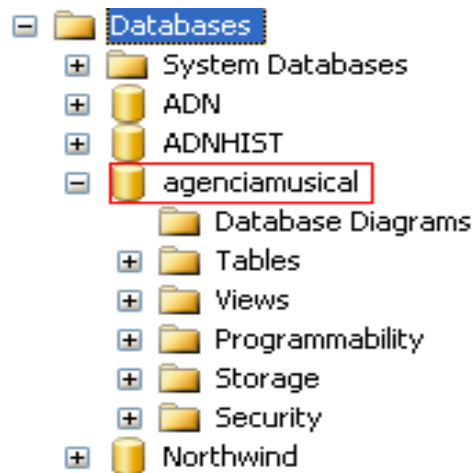 Databases
System Databases
ADN
ADNHIST
agenciamusical
Database Diagrams
Tables
Views
Programmability
Storage
Security
Northwind